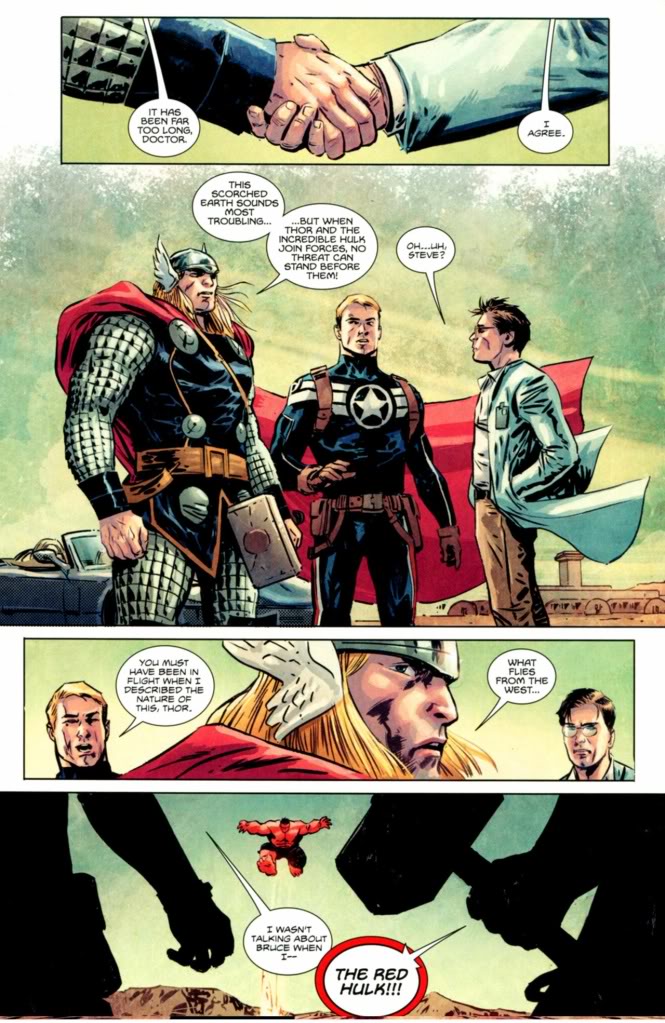 IT HAS
BEEN FAR
TOO LONG,
DOCTOR.
I
AGREE.
THIS
SCORCHED
EARTH SOUNDS
MOST
TROUBLING...
...BUT WHEN
THOR AND THE
INCREDIBLE HULK
JOIN FORCES, NO
THREAT CAN
STAND BEFORE
THEM!
OH...UH,
STEVE?
YOU MUST
HAVE BEEN IN
FLIGHT WHEN I
DESCRIBED THE
NATURE OF
THIS, THOR.
WHAT
FLIES
FROM THE
WEST...
I WASN'T
TALKING ABOUT
BRUCE WHEN
I--
THE RED
HULK!!!